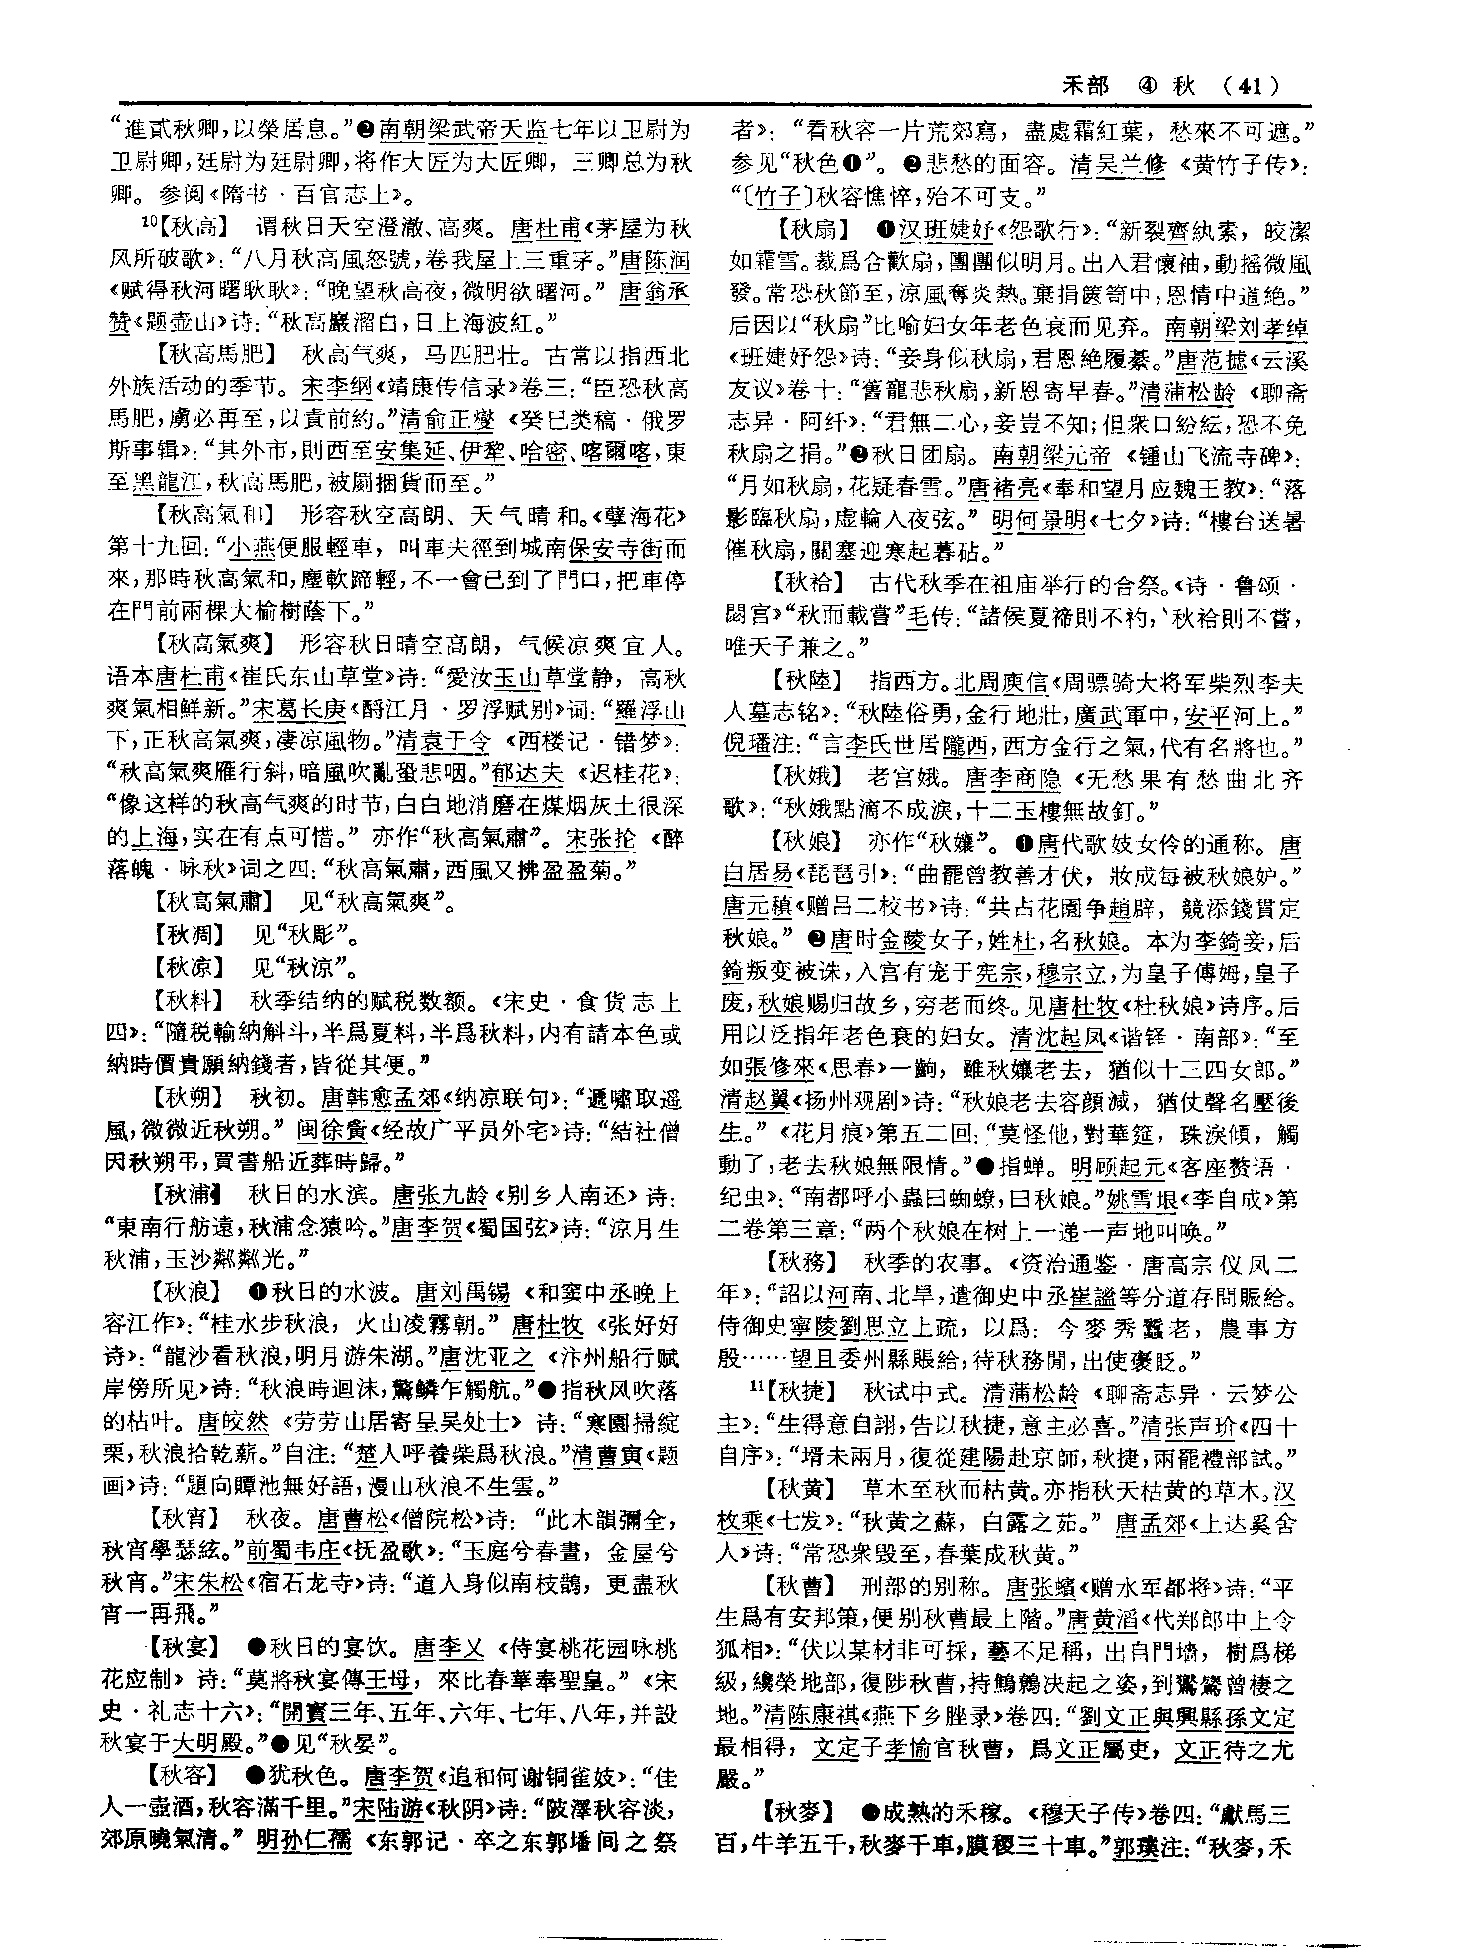 禾部 ④ 秋 （41）
“進貳秋卿，以榮居息。”❷南朝梁武帝天监七年以卫尉为
卫尉卿，廷尉为廷尉卿，将作大匠为大匠卿，三卿总为秋
卿。参阅《隋书·百官志上》。
10【秋高】 谓秋日天空澄澈、高爽。唐杜甫《茅屋为秋
风所破歌》：“八月秋高風怒號，卷我屋上三重茅。”唐陈润
《赋得秋河曙耿耿》：“晚望秋高夜，微明欲曙河。” 唐翁承
赞《题壶山》诗：“秋高巖溜白，日上海波紅。”
【秋高馬肥】 秋高气爽，马匹肥壮。古常以指西北
外族活动的季节。宋李纲《靖康传信录》卷三：“臣恐秋高
馬肥，虜必再至，以責前約。”清俞正燮《癸巳类稿·俄罗
斯事辑》：“其外市，則西至安集延、伊犂、哈密、喀爾喀，東
至黑龍江，秋高馬肥，被罽捆貨而至。”
【秋高氣和】 形容秋空高朗、天气晴和。《孽海花》
第十九回：“小燕便服輕車，叫車夫徑到城南保安寺街而
來，那時秋高氣和，塵軟蹄輕，不一會已到了門口，把車停
在門前兩棵大榆樹蔭下。”
【秋高氣爽】 形容秋日晴空高朗，气候凉爽宜人。
语本唐杜甫《崔氏东山草堂》诗：“愛汝玉山草堂静，高秋
爽氣相鮮新。”宋葛长庚《酹江月·罗浮赋别》词：“羅浮山
下，正秋高氣爽，凄凉風物。”清袁于令《西楼记·错梦》：
“秋高氣爽雁行斜，暗風吹亂蛩悲咽。”郁达夫《迟桂花》：
“像这样的秋高气爽的时节，白白地消磨在煤烟灰土很深
的上海，实在有点可惜。” 亦作“秋高氣肅”。宋张抡《醉
落魄·咏秋》词之四：“秋高氣肅，西風又拂盈盈菊。”
【秋高氣肅】 见“秋高氣爽”。
【秋凋】 见“秋彫”。
【秋凉】 见“秋涼”。
【秋料】 秋季结纳的赋税数额。《宋史·食货志上
四》：“隨税輸納斛斗，半爲夏料，半爲秋料，内有請本色或
納時價貴願納錢者，皆從其便。”
【秋朔】 秋初。唐韩愈孟郊《纳凉联句》：“遞嘯取遥
風，微微近秋朔。” 闽徐夤《经故广平员外宅》诗：“結社僧
因秋朔弔，買書船近葬時歸。”
【秋浦】 秋日的水滨。唐张九龄《别乡人南还》诗：
“東南行舫遠，秋浦念猿吟。”唐李贺《蜀国弦》诗：“凉月生
秋浦，玉沙粼粼光。”
【秋浪】 ❶秋日的水波。唐刘禹锡《和窦中丞晚上
容江作》：“桂水步秋浪，火山凌霧朝。” 唐杜牧《张好好
诗》：“龍沙看秋浪，明月游朱湖。”唐沈亚之《汴州船行赋
岸傍所见》诗：“秋浪時迴沫，驚鱗乍觸航。”●指秋风吹落
的枯叶。唐皎然《劳劳山居寄呈吴处士》诗：“寒園掃綻
栗，秋浪拾乾薪。”自注：“楚人呼養柴爲秋浪。”清曹寅《题
画》诗：“題向曋池無好語，漫山秋浪不生雲。”
【秋宵】 秋夜。唐曹松《僧院松》诗：“此木韻彌全，
秋宵學瑟絃。”前蜀韦庄《抚盈歌》：“玉庭兮春晝，金屋兮
秋宵。”宋朱松《宿石龙寺》诗：“道人身似南枝鵲，更盡秋
宵一再飛。”
【秋宴】 ●秋日的宴饮。唐李乂《侍宴桃花园咏桃
花应制》诗：“莫將秋宴傳王母，來比春華奉聖皇。” 《宋
史·礼志十六》：“開寶三年、五年、六年、七年、八年，并設
秋宴于大明殿。”●见“秋晏”。
【秋容】 ●犹秋色。唐李贺《追和何谢铜雀妓》：“佳
人一壺酒，秋容滿千里。”宋陆游《秋阴》诗：“陂澤秋容淡，
郊原曉氣清。” 明孙仁孺《东郭记·卒之东郭墦间之祭
者》：“看秋容一片荒郊寫，盡處霜紅葉，愁來不可遮。”
参见“秋色❶”。❷悲愁的面容。清吴兰修《黄竹子传》：
“〔竹子〕秋容憔悴，殆不可支。”
【秋扇】 ❶汉班婕妤《怨歌行》：“新裂齊紈素，皎潔
如霜雪。裁爲合歡扇，團團似明月。出入君懷袖，動摇微風
發。常恐秋節至，涼風奪炎熱。棄捐篋笥中，恩情中道絶。”
后因以“秋扇”比喻妇女年老色衰而见弃。南朝梁刘孝绰
《班婕妤怨》诗：“妾身似秋扇，君恩絶履綦。”唐范摅《云溪
友议》卷十：“舊寵悲秋扇，新恩寄早春。”清蒲松龄《聊斋
志异·阿纤》：“君無二心，妾豈不知；但衆口紛紜，恐不免
秋扇之捐。”❷秋日团扇。南朝梁元帝《锺山飞流寺碑》：
“月如秋扇，花疑春雪。”唐褚亮《奉和望月应魏王教》：“落
影臨秋扇，虚輪入夜弦。” 明何景明《七夕》诗：“樓台送暑
催秋扇，關塞迎寒起暮砧。”
【秋祫】 古代秋季在祖庙举行的合祭。《诗·鲁颂·
閟宫》“秋而載嘗”毛传：“諸侯夏禘則不礿，秋祫則不嘗，
唯天子兼之。”
【秋陸】 指西方。北周庾信《周骠骑大将军柴烈李夫
人墓志铭》：“秋陸俗勇，金行地壯，廣武軍中，安平河上。”
倪璠注：“言李氏世居隴西，西方金行之氣，代有名將也。”
【秋娥】 老宫娥。唐李商隐《无愁果有愁曲北齐
歌》：“秋娥點滴不成淚，十二玉樓無故釘。”
【秋娘】 亦作“秋孃”。❶唐代歌妓女伶的通称。唐
白居易《琵琶引》：“曲罷曾教善才伏，妝成每被秋娘妒。”
唐元稹《赠吕二校书》诗：“共占花園争趙辟，競添錢貫定
秋娘。” ❷唐时金陵女子，姓杜，名秋娘。本为李錡妾，后
錡叛变被诛，入宫有宠于宪宗，穆宗立，为皇子傅姆，皇子
废，秋娘赐归故乡，穷老而终。见唐杜牧《杜秋娘》诗序。后
用以泛指年老色衰的妇女。清沈起凤《谐铎·南部》：“至
如張修來《思春》一齣，雖秋孃老去，猶似十三四女郎。”
清赵翼《扬州观剧》诗：“秋娘老去容顔減，猶仗聲名壓後
生。” 《花月痕》第五二回：“莫怪他，對華筵，珠淚傾，觸
動了，老去秋娘無限情。”●指蝉。明顾起元《客座赘语·
纪虫》：“南都呼小蟲曰蜘蟟，曰秋娘。”姚雪垠《李自成》第
二卷第三章：“两个秋娘在树上一递一声地叫唤。”
【秋務】 秋季的农事。《资治通鉴·唐高宗仪凤二
年》：“詔以河南、北旱，遣御史中丞崔謐等分道存問賑給。
侍御史寧陵劉思立上疏，以爲：今麥秀蠶老，農事方
殷……望且委州縣賑給，待秋務閒，出使褒貶。”
11【秋捷】 秋试中式。清蒲松龄《聊斋志异·云梦公
主》：“生得意自詡，告以秋捷，意主必喜。”清张声玠《四十
自序》：“壻未兩月，復從建陽赴京師，秋捷，兩罷禮部試。”
【秋黄】 草木至秋而枯黄。亦指秋天枯黄的草木。汉
枚乘《七发》：“秋黄之蘇，白露之茹。” 唐孟郊《上达奚舍
人》诗：“常恐衆毁至，春葉成秋黄。”
【秋曹】 刑部的别称。唐张蠙《赠水军都将》诗：“平
生爲有安邦策，便别秋曹最上階。”唐黄滔《代郑郎中上令
狐相》：“伏以某材非可採，藝不足稱，出自門墻，樹爲梯
級，纔榮地部，復陟秋曹，持鷦鷯决起之姿，到鸞鶯曾棲之
地。”清陈康祺《燕下乡脞录》卷四：“劉文正與興縣孫文定
最相得，文定子孝愉官秋曹，爲文正屬吏，文正待之尤
嚴。”
【秋麥】 ●成熟的禾稼。《穆天子传》卷四：“獻馬三
百，牛羊五千，秋麥千車，膜稷三十車。”郭璞注：“秋麥，禾